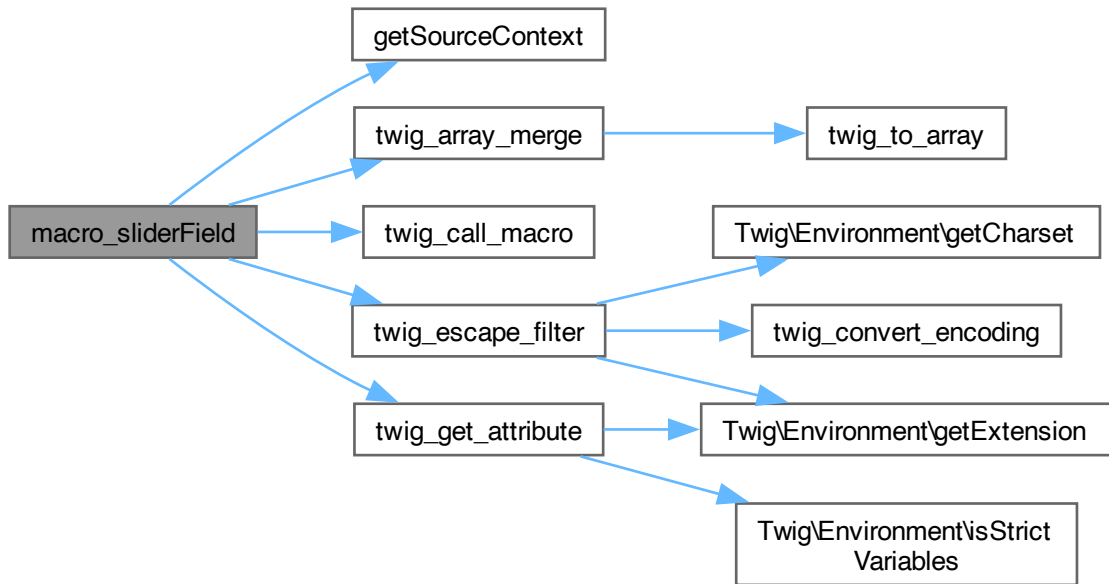 getSourceContext
twig_array_merge
twig_to_array
macro_sliderField
twig_call_macro
Twig\Environment\getCharset
twig_escape_filter
twig_convert_encoding
twig_get_attribute
Twig\Environment\getExtension
Twig\Environment\isStrict
Variables